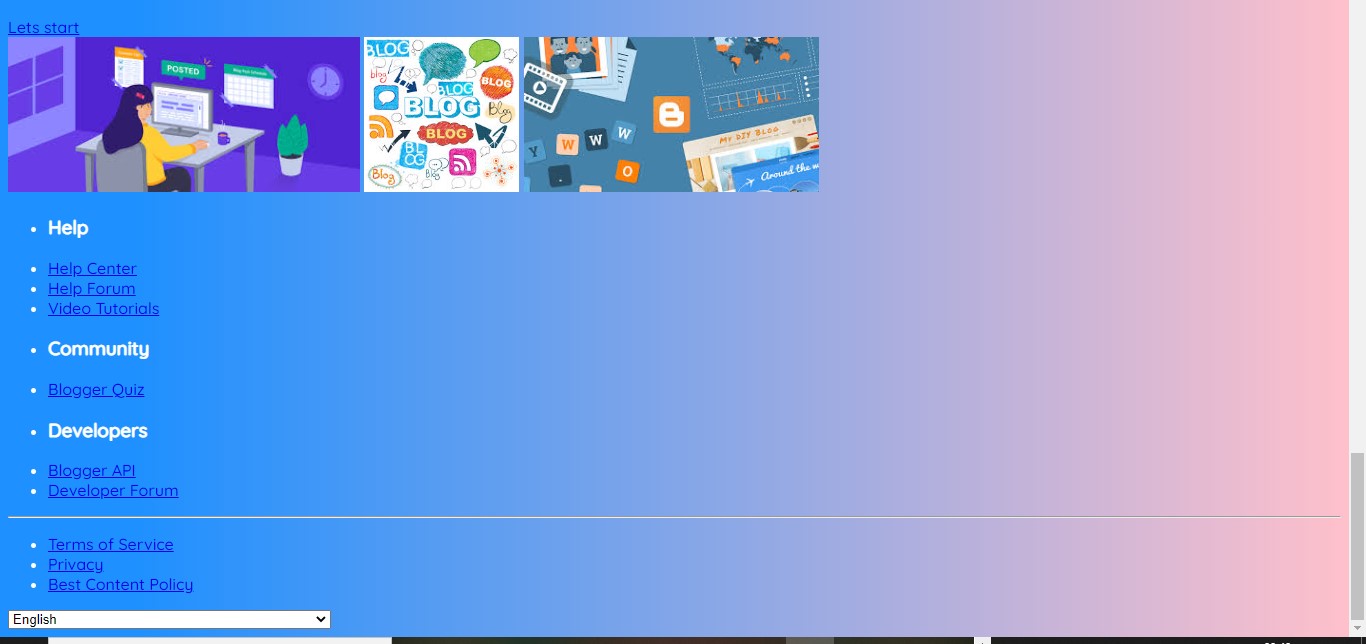 Lets start
POSTED
BLOG
blog
BLOG
BLOG
BLOG
Blog
BLOG
BLOG
Blog
Blog
MY DIY BLOG
Y W W W
O
Around the w
Help
Help Center
Help Forum
Video Tutorials
Community
Blogger Quiz
Developers
Blogger API
Developer Forum
Terms of Service
Privacy
Best Content Policy
English